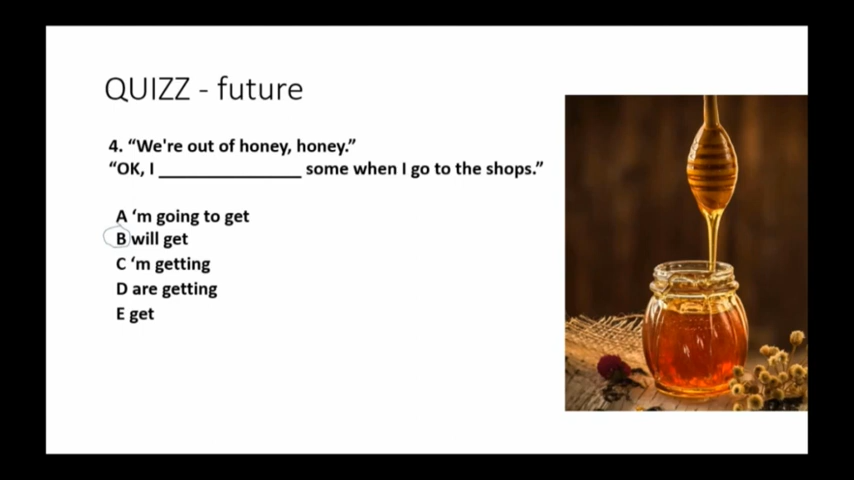 QUIZZ - future
4. “We're out of honey, honey.”
“OK, I _______________ some when I go to the shops.”
A ‘m going to get
B will get
C ‘m getting
D are getting
E get